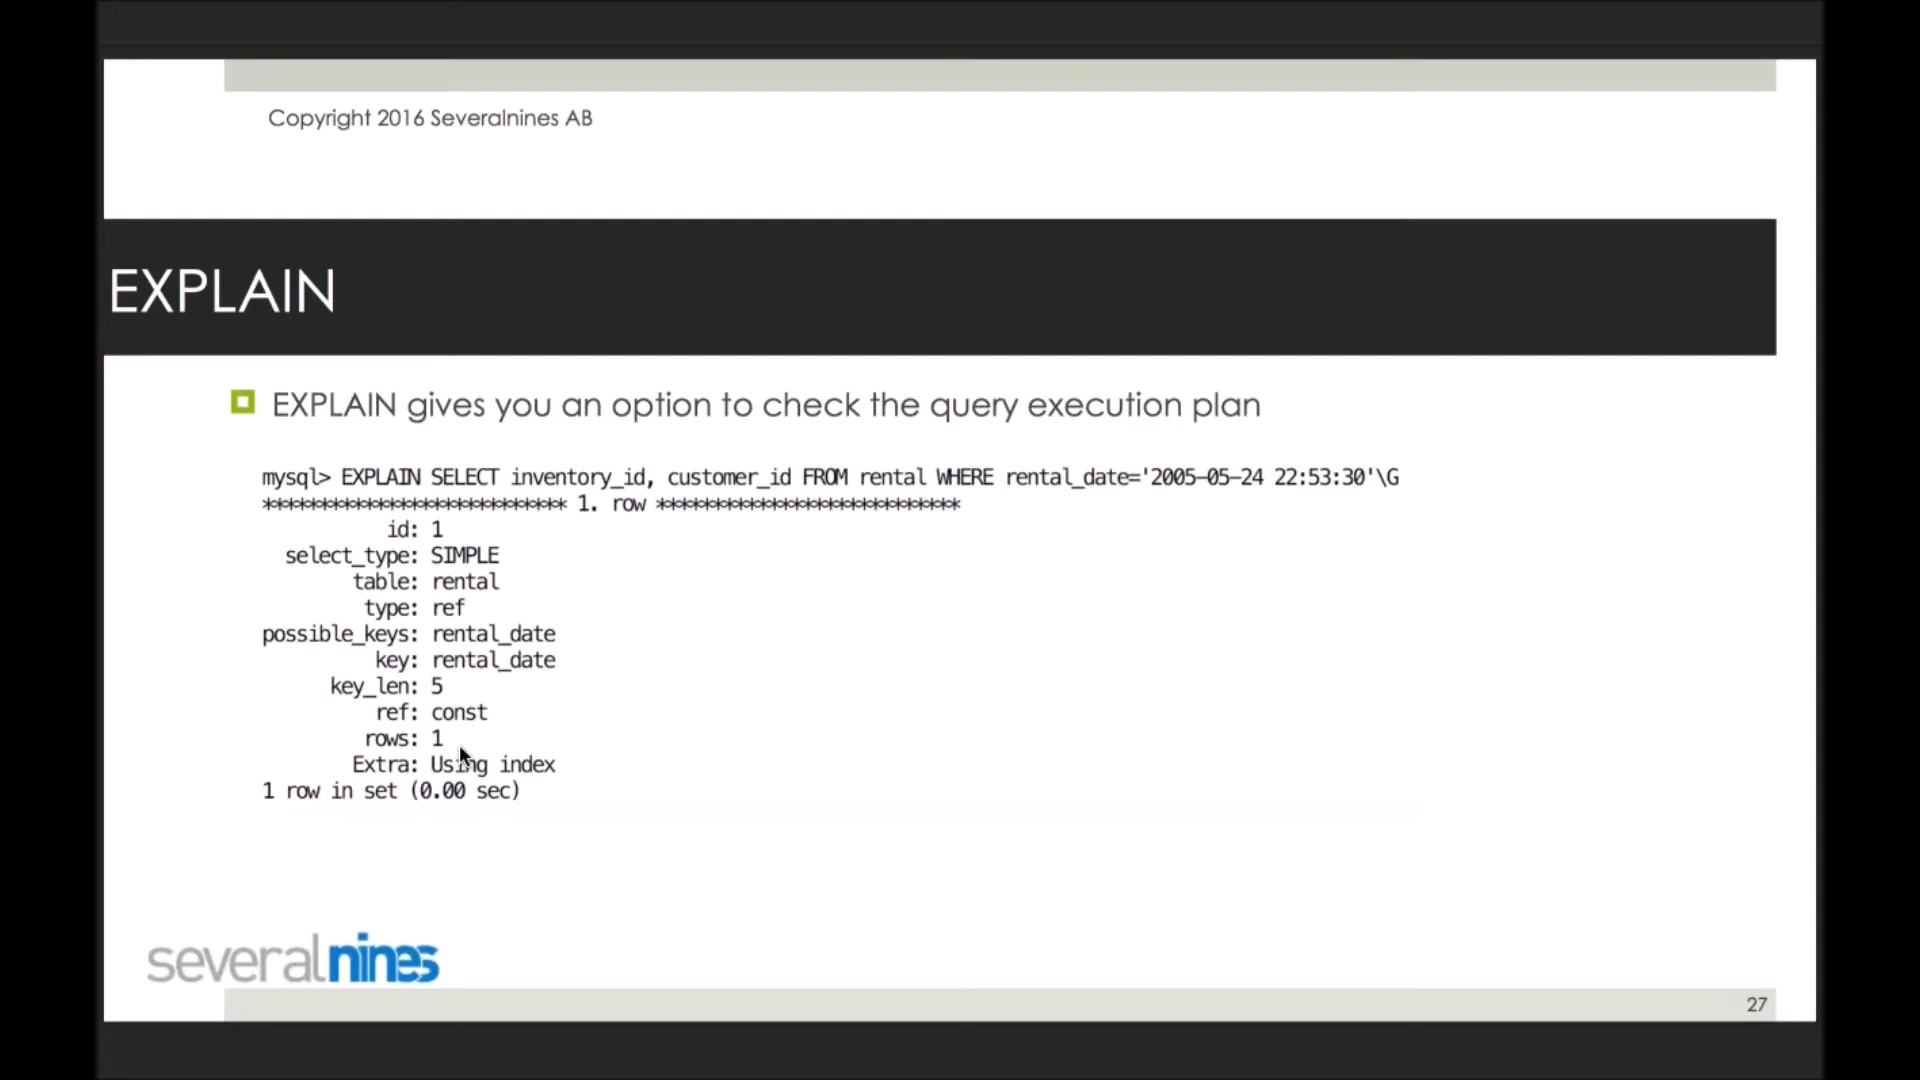 Copyright 2016 Severalnines AB
EXPLAIN
EXPLAIN gives you an option to check the query execution plan
mysql> EXPLAIN SELECT inventory_id, customer_id FROM rental WHERE rental_date='2005-05-24 22:53:30'\G
*************************** 1. row ***************************
id: 1
select_type: SIMPLE
table: rental
type: ref
possible_keys: rental_date
key: rental_date
key_len: 5
ref: const
rows: 1
Extra: Using index
1 row in set (0.00 sec)
severalnines
27